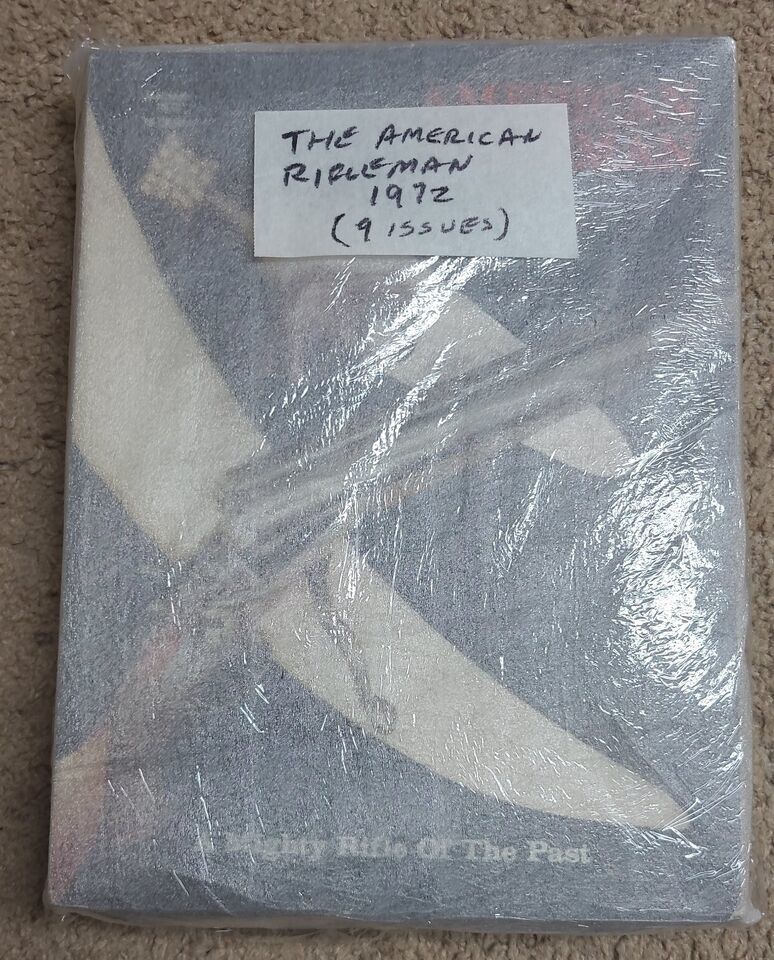 THE AMERICAN
RIFLEMAN
1972
(9 ISSUES)
A Mighty Rifle Of The Past